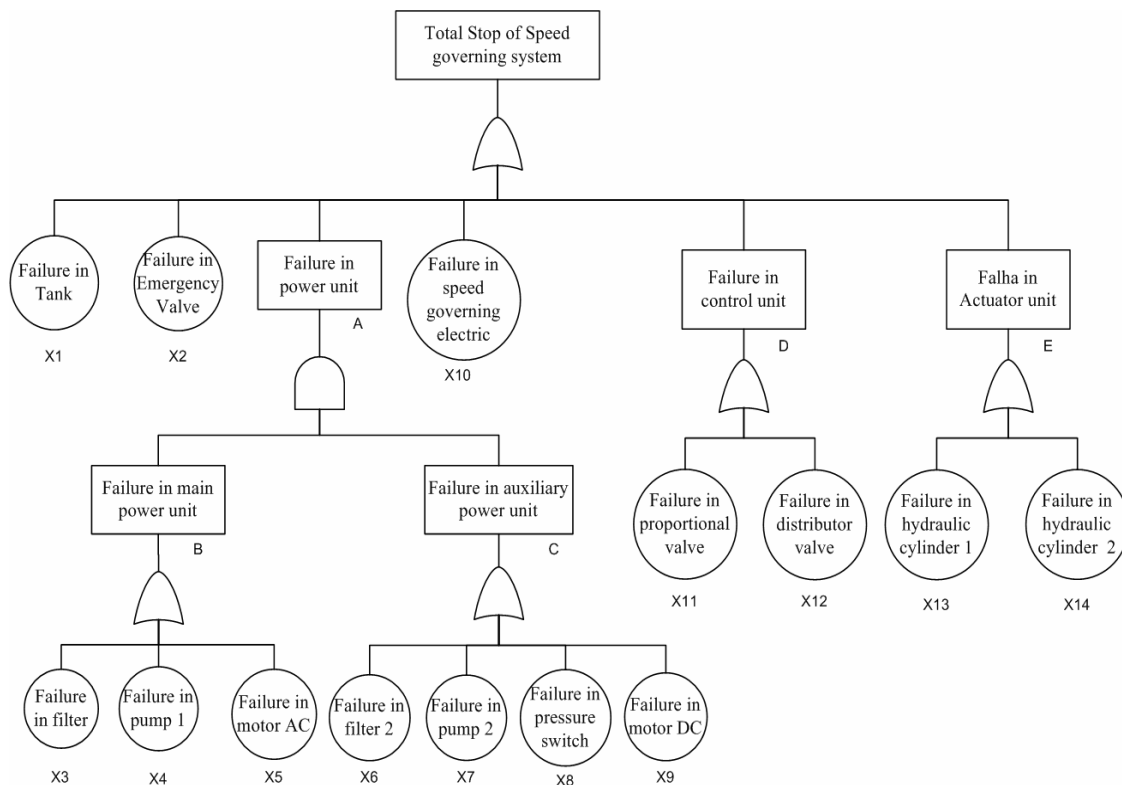 Total Stop of Speed
governing system
Failure in
Tank
X1
Failure in
Emergency
Valve
X2
Failure in
power unit
A
Failure in
speed
governing
electric
X10
Failure in
control unit
D
Falha in
Actuator unit
E
Failure in main
power unit
B
Failure in auxiliary
power unit
C
Failure in
proportional
valve
X11
Failure in
distributor
valve
X12
Failure in
hydraulic
cylinder 1
X13
Failure in
hydraulic
cylinder 2
X14
Failure
in filter
X3
Failure in
pump 1
X4
Failure in
motor AC
X5
Failure in
filter 2
X6
Failure in
pump 2
X7
Failure in
pressure
switch
X8
Failure in
motor DC
X9